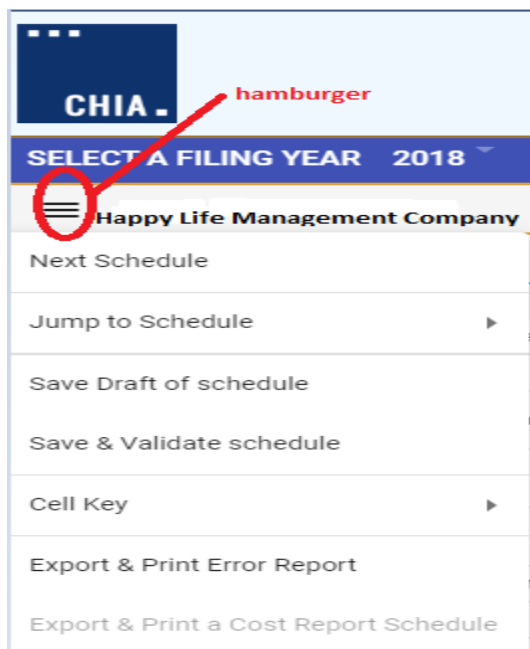 CHIA.
hamburger
SELECT A FILING YEAR 2018
Happy Life Management Company
Next Schedule
Jump to Schedule
Save Draft of schedule
Save & Validate schedule
Cell Key
Export & Print Error Report
Export & Print a Cost Report Schedule